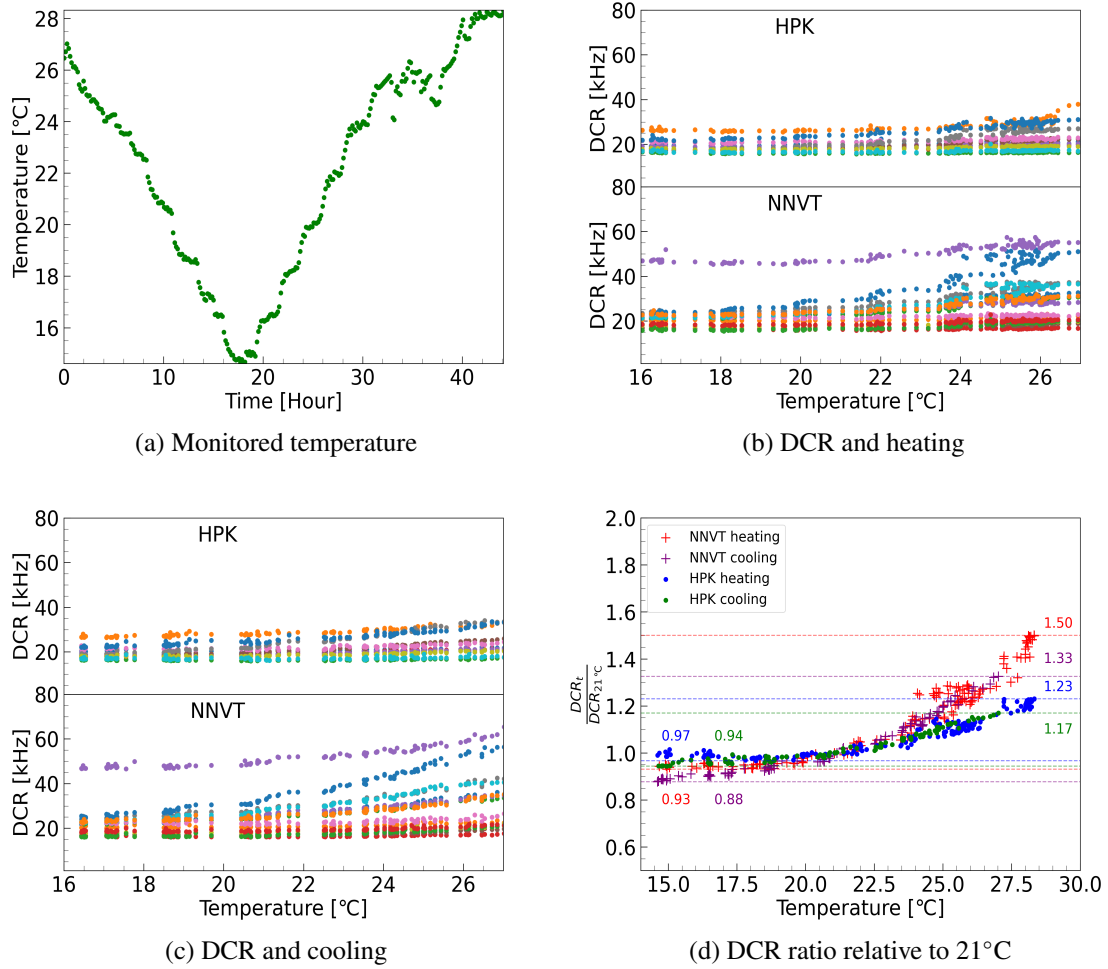 28
26
24
22
20
18
16
Temperature [℃]
0
10
20
30
40
Time [Hour]
(a) Monitored temperature
80
60
40
20
DCR [kHz]
HPK
80
60
40
20
DCR [kHz]
NNVT
16
18
20
22
24
26
Temperature [℃]
(b) DCR and heating
80
60
40
20
DCR [kHz]
HPK
80
60
40
20
DCR [kHz]
NNVT
16
18
20
22
24
26
Temperature [℃]
(c) DCR and cooling
2.0
1.8
1.6
1.4
1.2
1.0
0.8
0.6
DCR_t
DCR_21 ℃
NNVT heating
NNVT cooling
HPK heating
HPK cooling
1.50
1.33
1.23
1.17
0.97
0.94
0.93
0.88
15.0
17.5
20.0
22.5
25.0
27.5
30.0
Temperature [℃]
(d) DCR ratio relative to 21°C